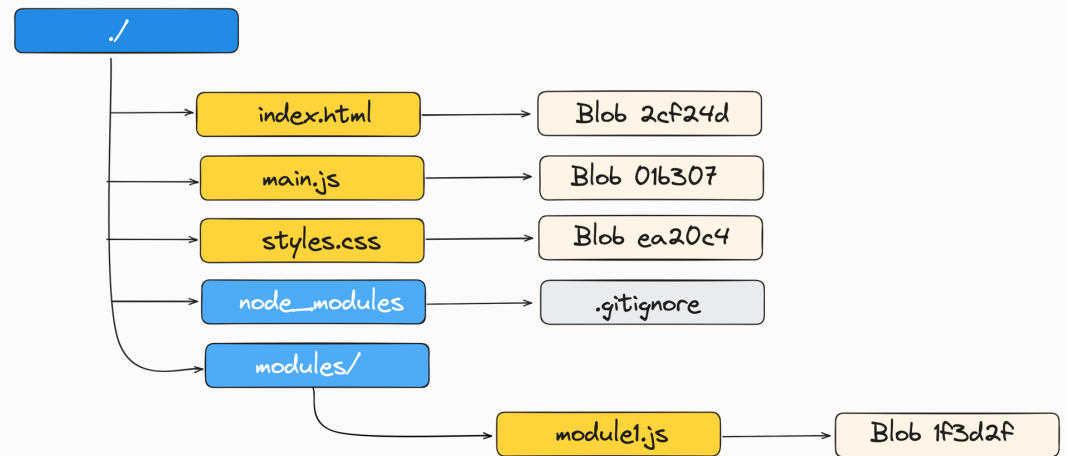 ./
index.html
Blob 2cf24d
main.js
Blob 01b307
styles.css
Blob ea20c4
node_modules
.gitignore
modules/
module1.js
Blob 1f3d2f